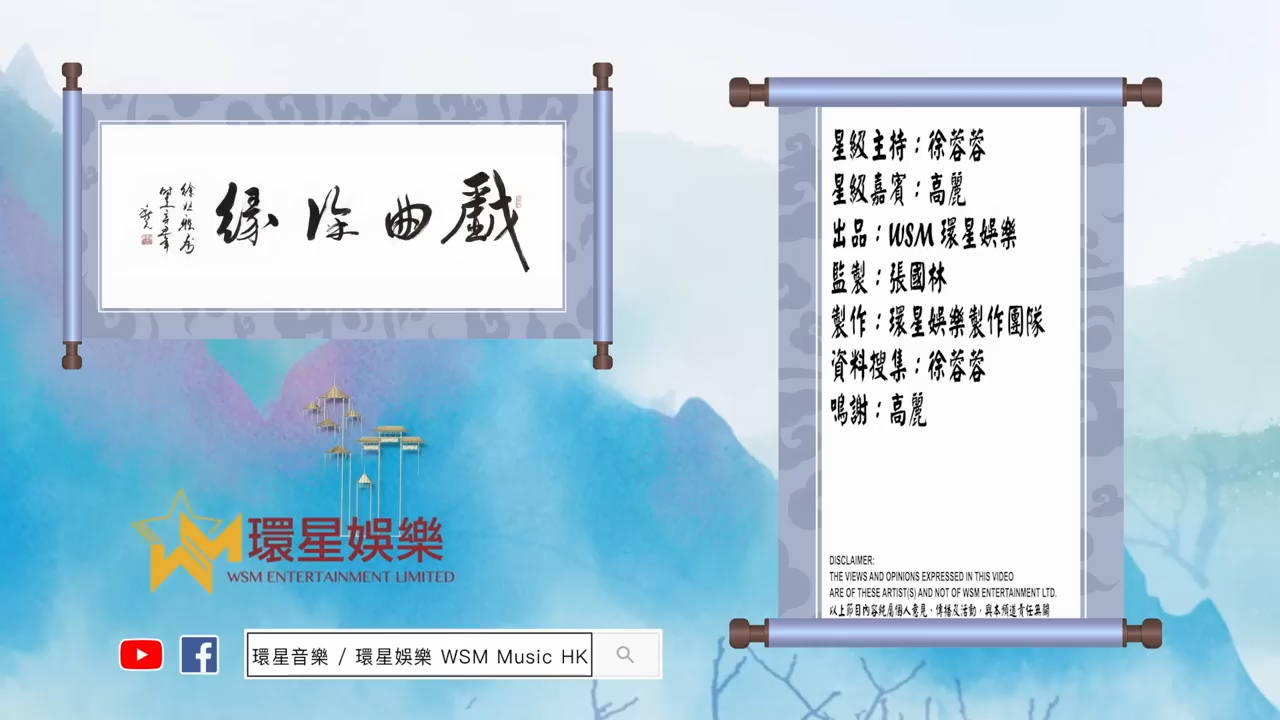 戲曲徐緣
星級主持：徐蓉蓉
星級嘉賓：高麗
出品：WSM 環星娛樂
監製：張國林
製作：環星娛樂製作團隊
資料搜集：徐蓉蓉
鳴謝：高麗
DISCLAIMER:
THE VIEWS AND OPINIONS EXPRESSED IN THIS VIDEO
ARE OF THESE ARTIST(S) AND NOT OF WSM ENTERTAINMENT LTD.
以上節目內容純屬個人意見、傳播及活動，與本頻道責任無關
環星娛樂
WSM ENTERTAINMENT LIMITED
環星音樂 / 環星娛樂 WSM Music HK